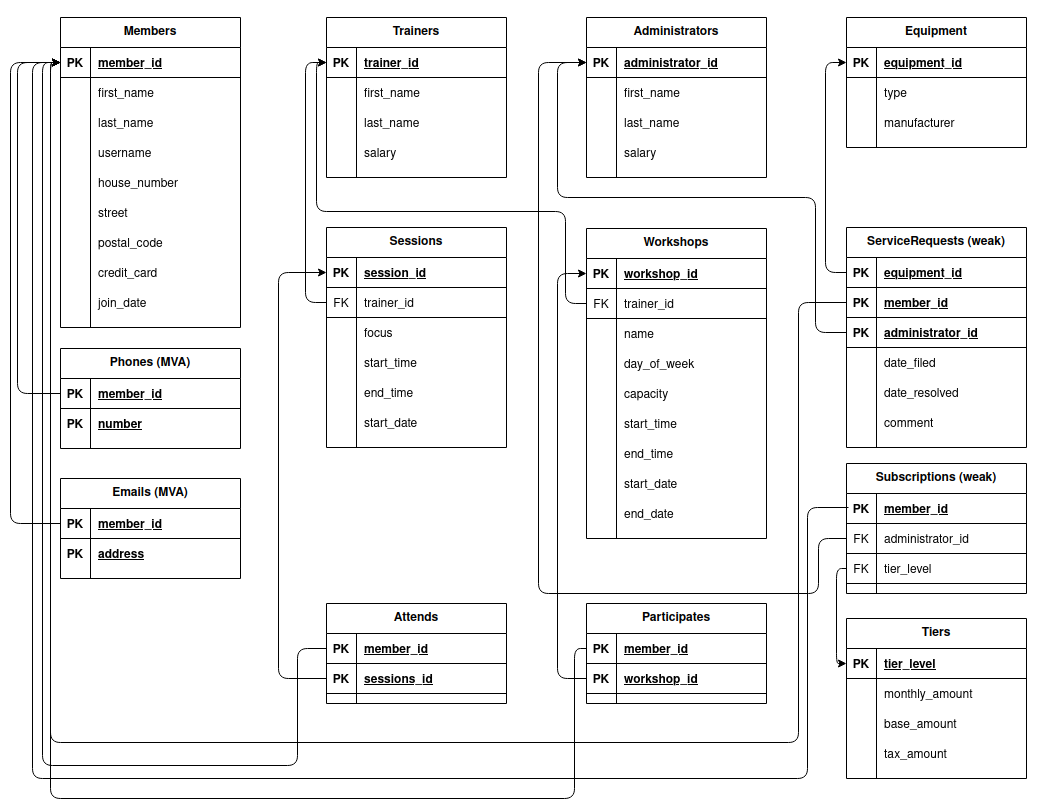 Members
PK member_id
first_name
last_name
username
house_number
street
postal_code
credit_card
join_date
Phones (MVA)
PK member_id
PK number
Emails (MVA)
PK member_id
PK address
Trainers
PK trainer_id
first_name
last_name
salary
Sessions
PK session_id
FK trainer_id
focus
start_time
end_time
start_date
Attends
PK member_id
PK sessions_id
Administrators
PK administrator_id
first_name
last_name
salary
Workshops
PK workshop_id
FK trainer_id
name
day_of_week
capacity
start_time
end_time
start_date
end_date
Participates
PK member_id
PK workshop_id
Equipment
PK equipment_id
type
manufacturer
ServiceRequests (weak)
PK equipment_id
PK member_id
PK administrator_id
date_filed
date_resolved
comment
Subscriptions (weak)
PK member_id
FK administrator_id
FK tier_level
Tiers
PK tier_level
monthly_amount
base_amount
tax_amount